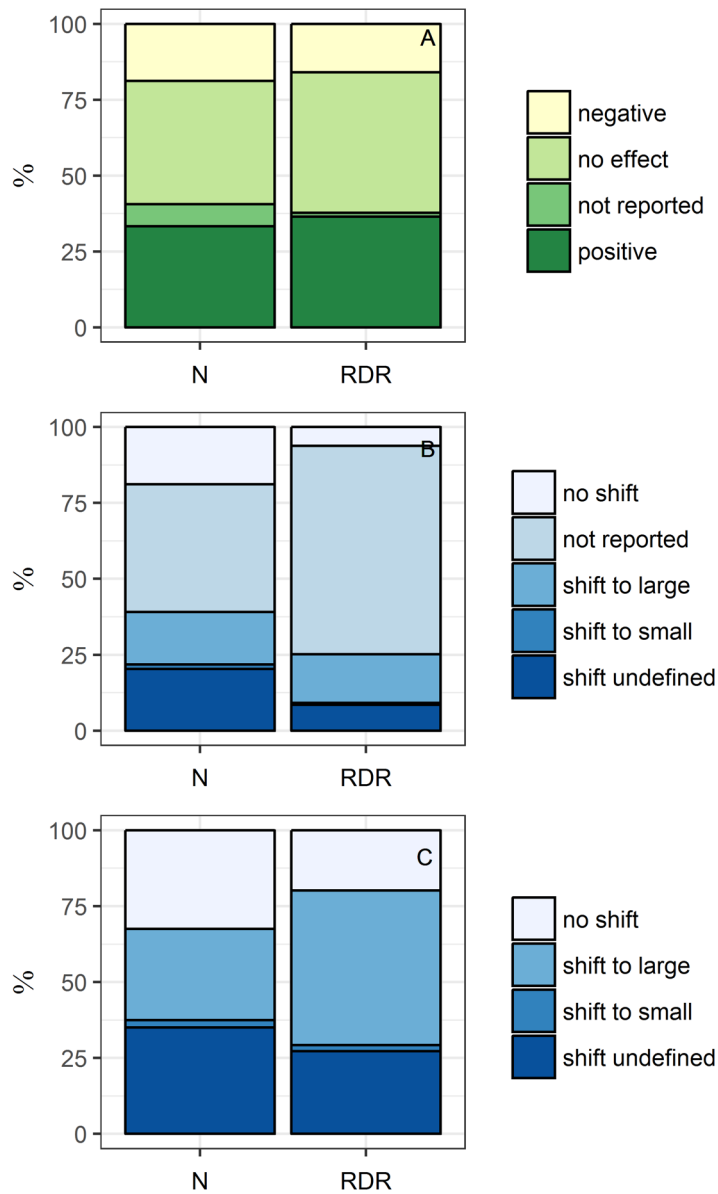 100
75
50
25
0
%
A
N RDR
negative
no effect
not reported
positive
100
75
50
25
0
%
B
N RDR
no shift
not reported
shift to large
shift to small
shift undefined
100
75
50
25
0
%
C
N RDR
no shift
shift to large
shift to small
shift undefined